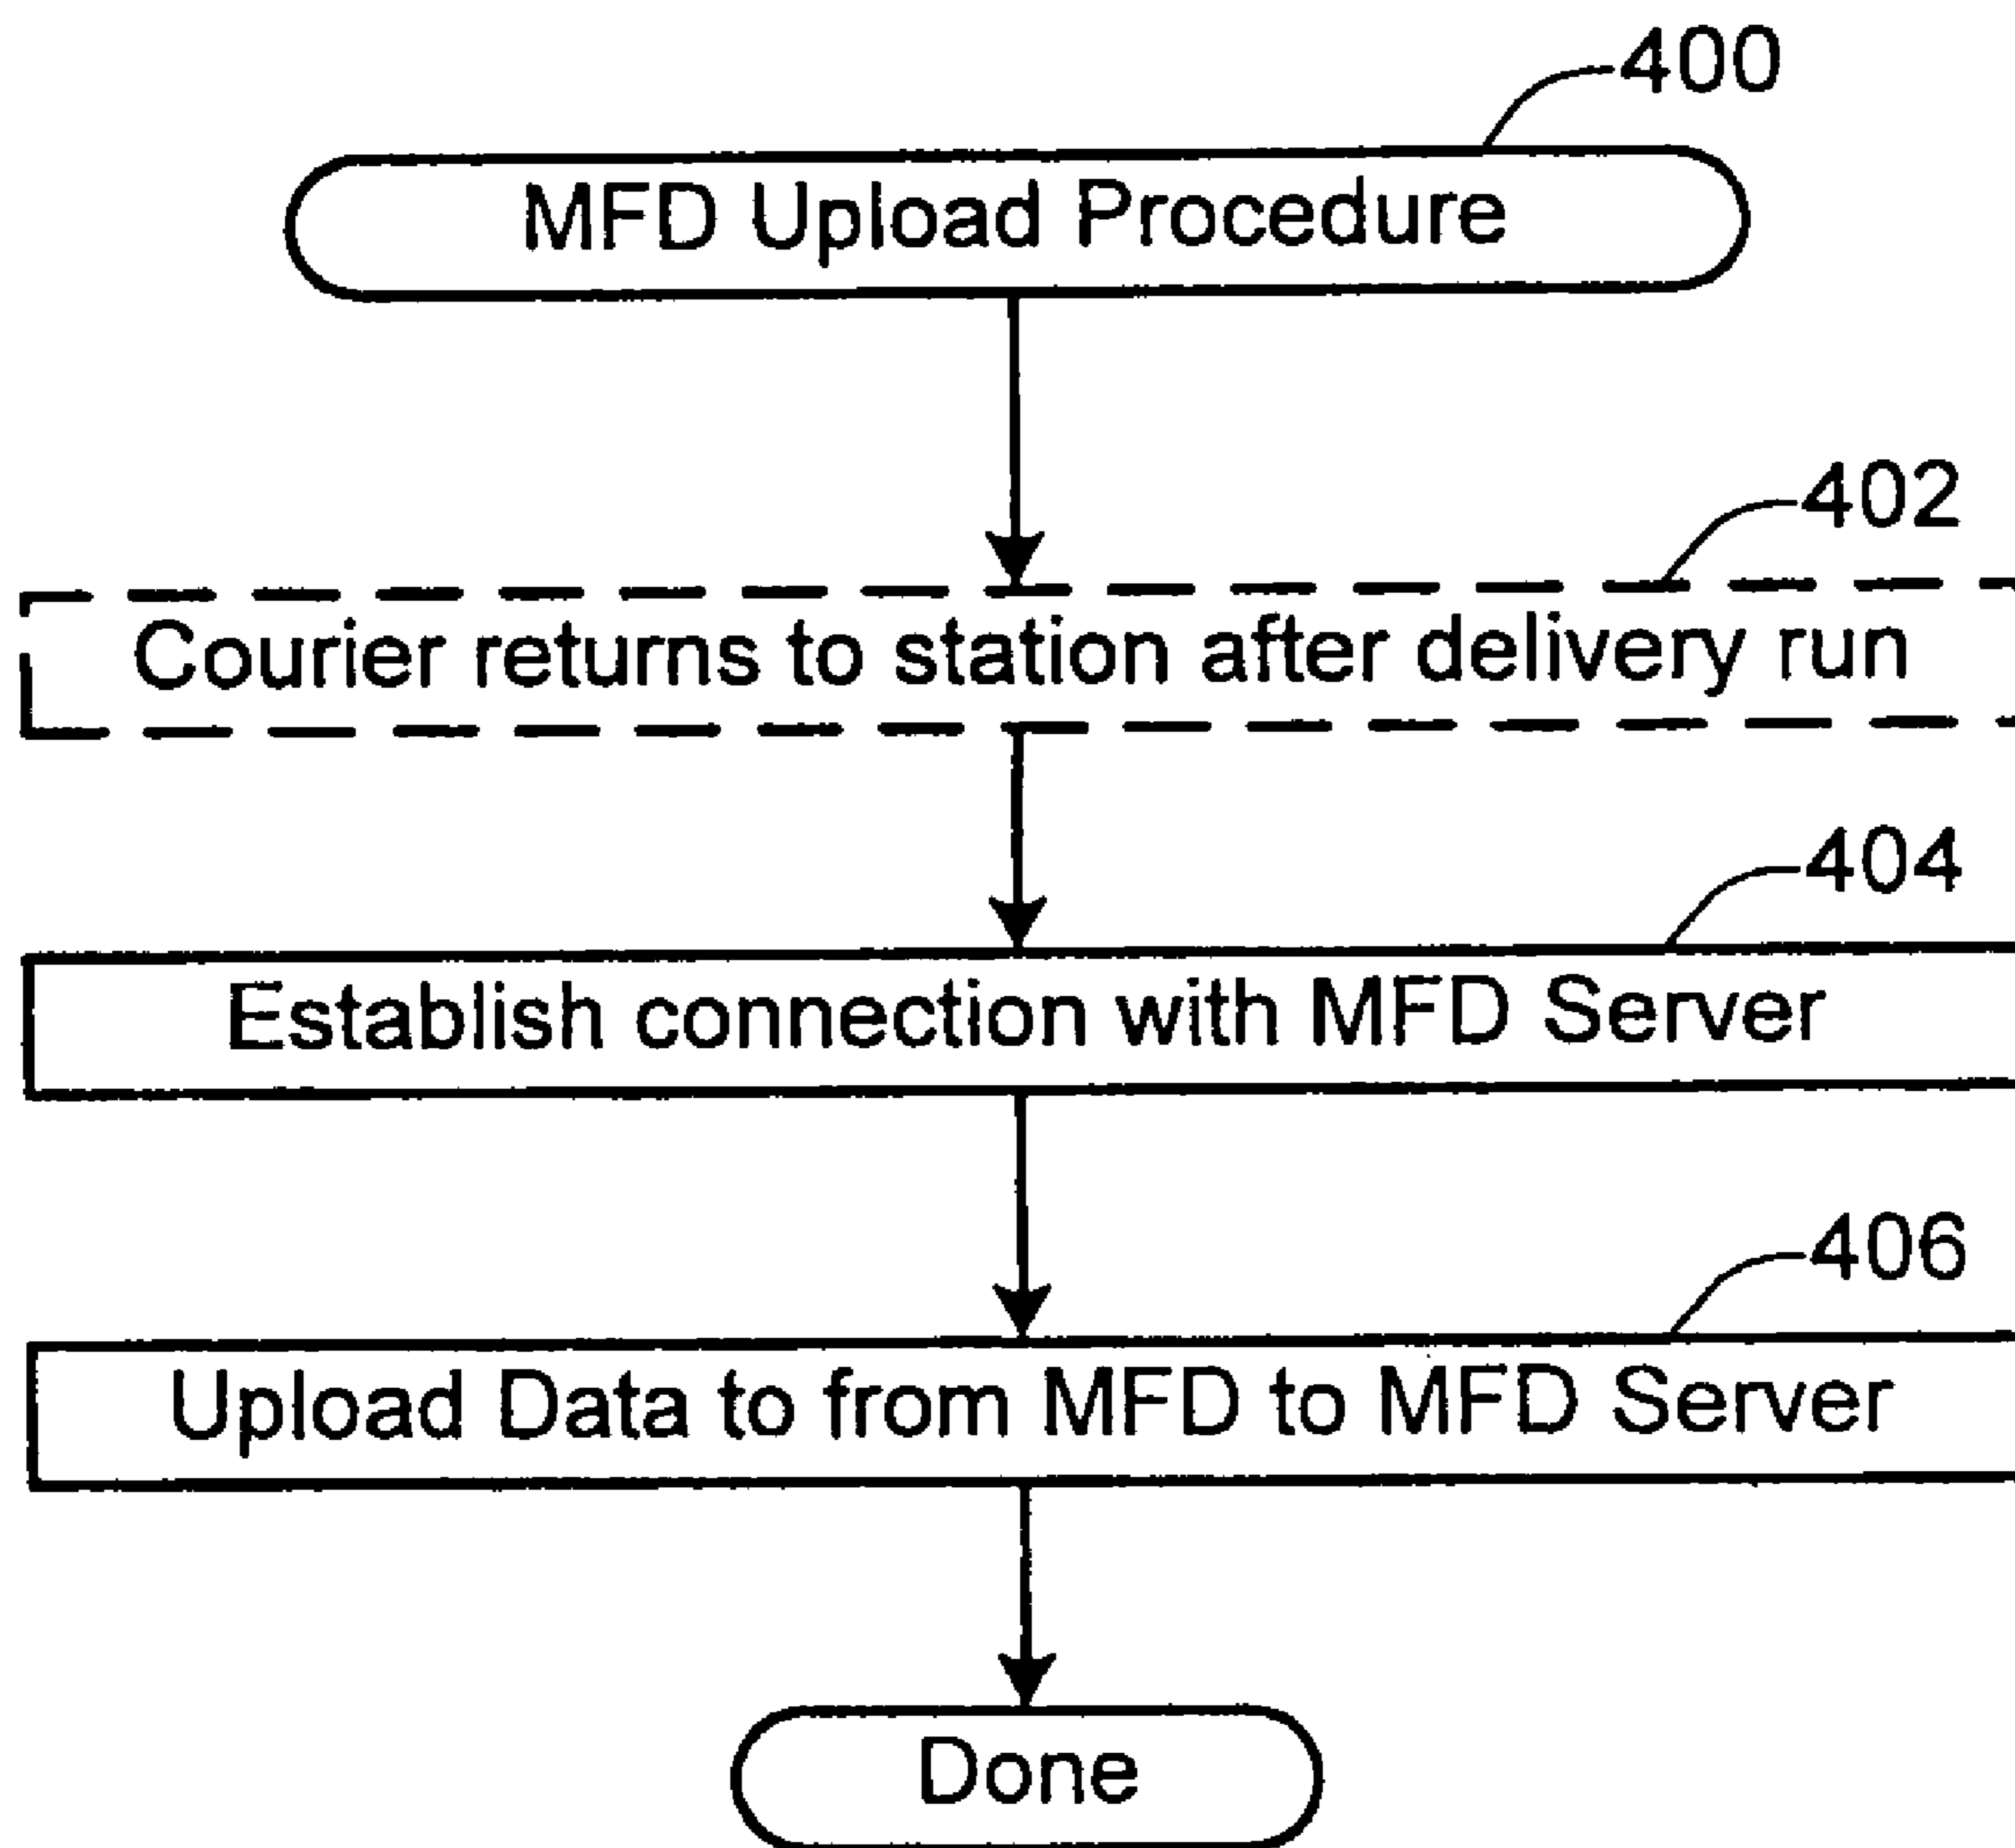 400
MFD Upload Procedure
402
Courier returns to station after delivery run
404
Establish connection with MFD Server
406
Upload Data to from MFD to MFD Server
Done